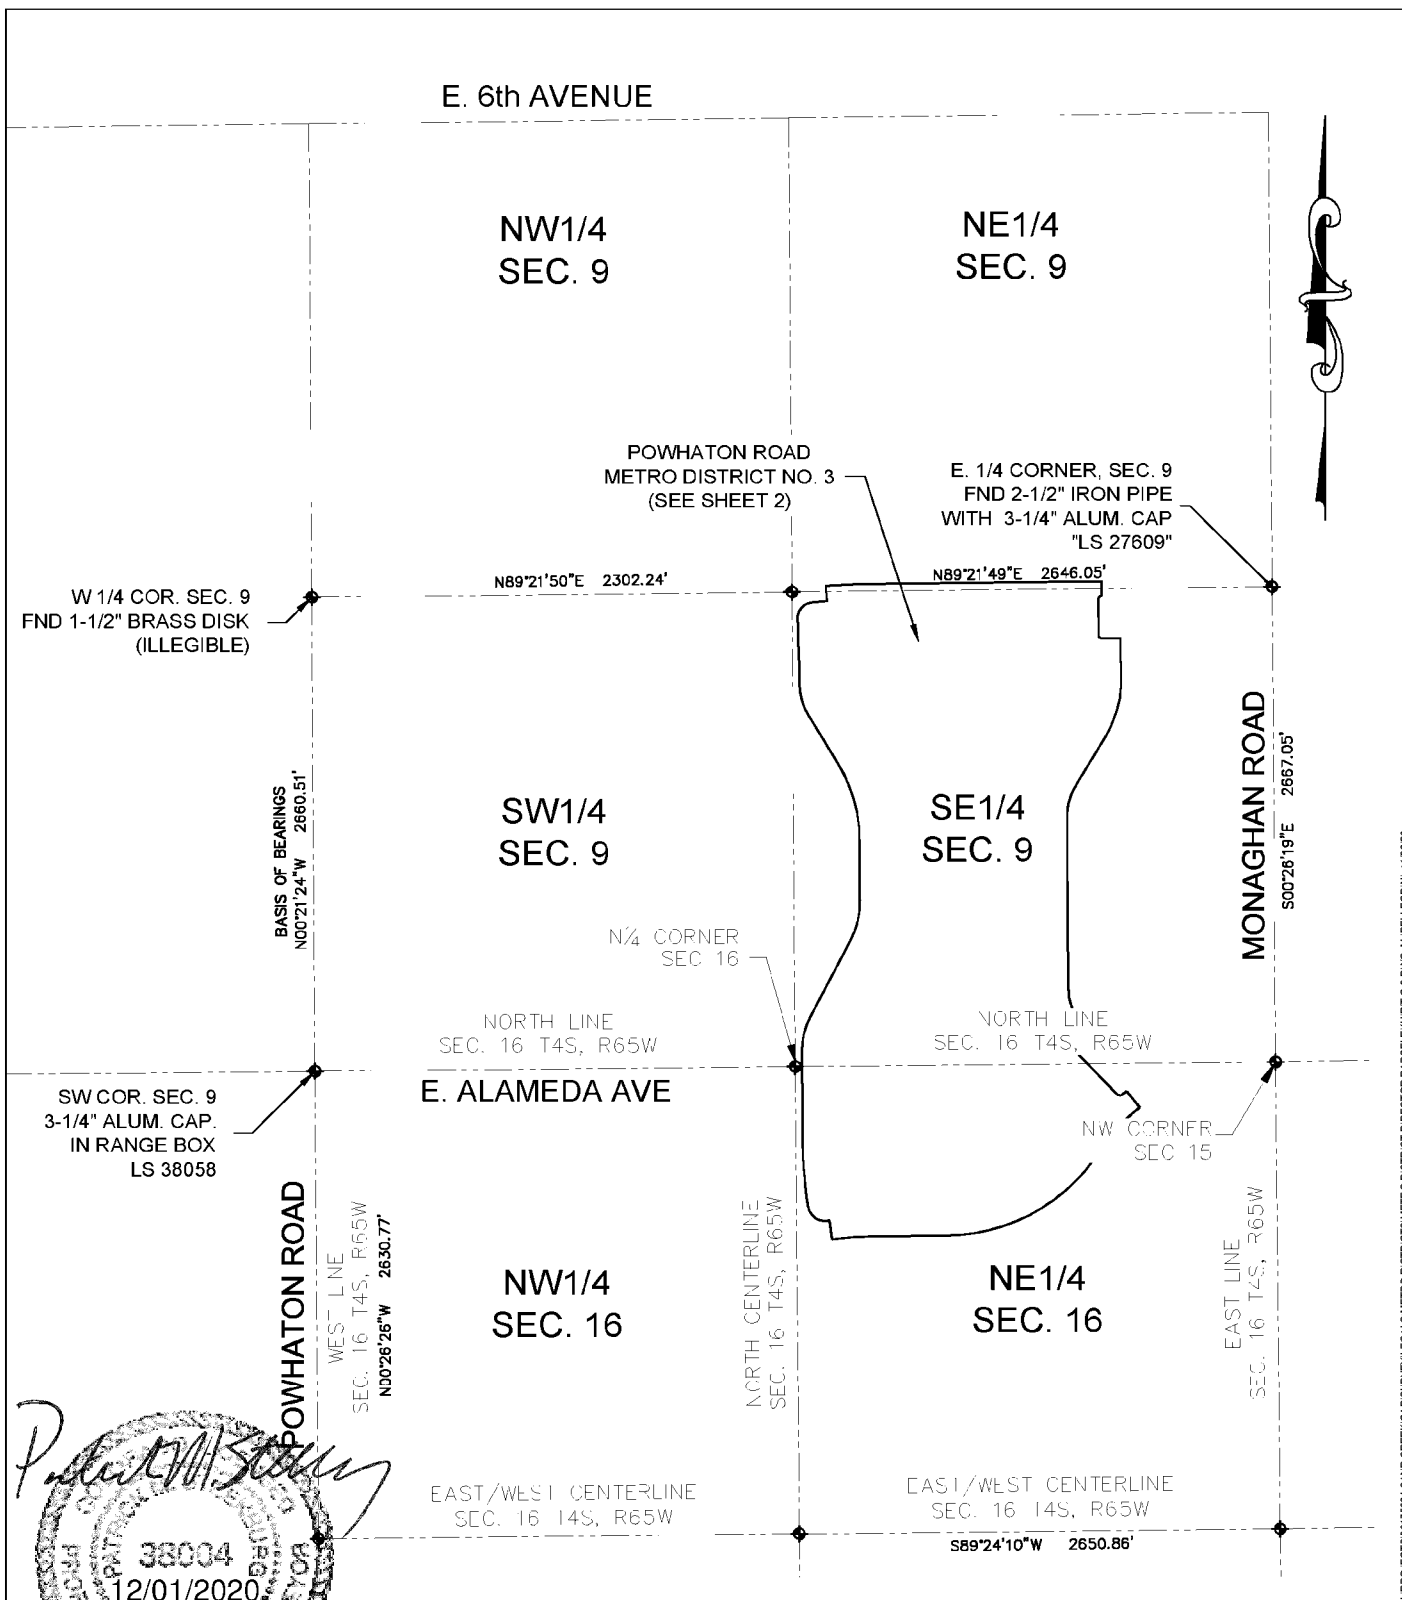 E. 6th AVENUE
NW1/4
SEC. 9
NE1/4
SEC. 9
POWHATON ROAD
METRO DISTRICT NO. 3
(SEE SHEET 2)
E. 1/4 CORNER, SEC. 9
FND 2-1/2" IRON PIPE
WITH 3-1/4" ALUM. CAP
"LS 27609"
N89°21'50"E 2302.24'
N89°21'49"E 2646.05'
W 1/4 COR. SEC. 9
FND 1-1/2" BRASS DISK
(ILLEGIBLE)
BASIS OF BEARINGS
N00°21'24"W 2660.51'
SW1/4
SEC. 9
SE1/4
SEC. 9
MONAGHAN ROAD
S00°26'19"E 2667.05'
N1/4 CORNER
SEC 16
NORTH LINE
SEC. 16 T4S, R65W
NORTH LINE
SEC. 16 T4S, R65W
E. ALAMEDA AVE
SW COR. SEC. 9
3-1/4" ALUM. CAP.
IN RANGE BOX
LS 38058
NW CORNER
SEC 15
POWHATON ROAD
WEST LINE
SEC. 16 T4S, R65W
N00°26'26"W 2630.77'
NW1/4
SEC. 16
NORTH CENTERLINE
SEC. 16 T4S, R65W
NE1/4
SEC. 16
EAST LINE
SEC. 16 T4S, R65W
EAST/WEST CENTERLINE
SEC. 16 T4S, R65W
EAST/WEST CENTERLINE
SEC. 16 T4S, R65W
S89°24'10"W 2650.86'
38004
12/01/2020